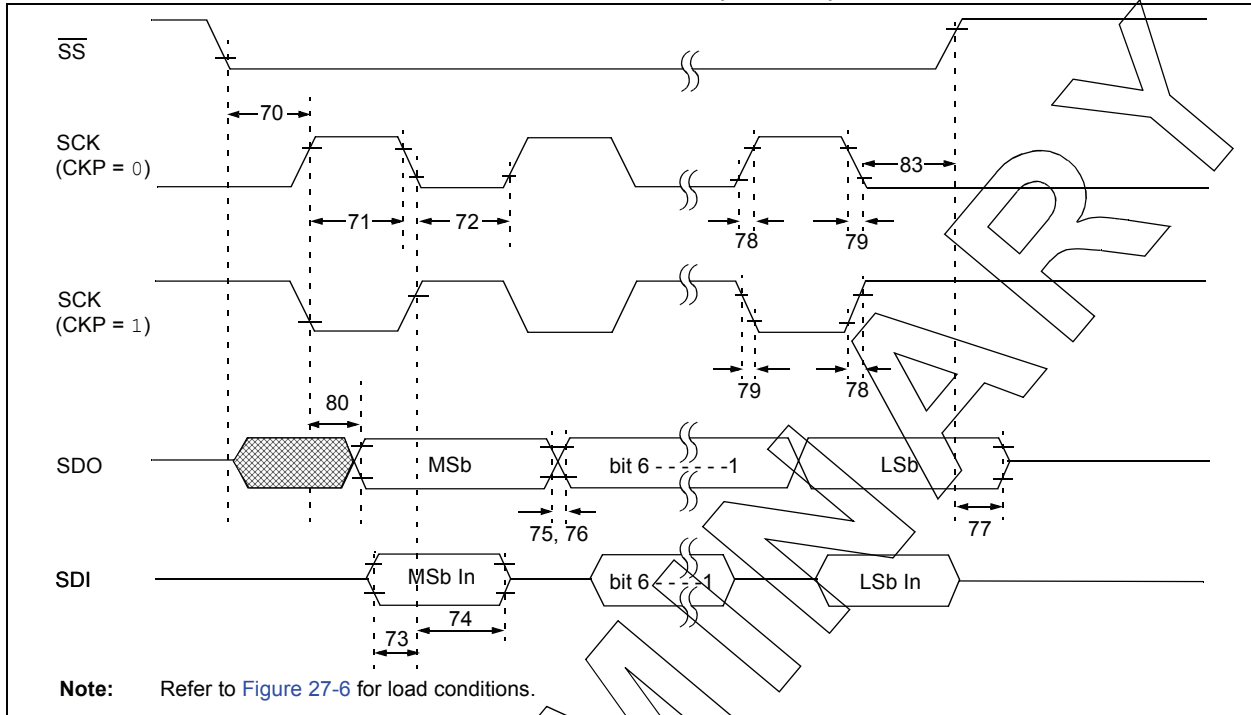 SS
70
SCK
(CKP = 0)
83
71
72
78
79
SCK
(CKP = 1)
79
78
80
SDO
MSb
bit 6 - - - - - -1
LSb
75, 76
77
SDI
MSb In
bit 6 - - - -1
LSb In
74
73
Note: Refer to Figure 27-6 for load conditions.
MINARY